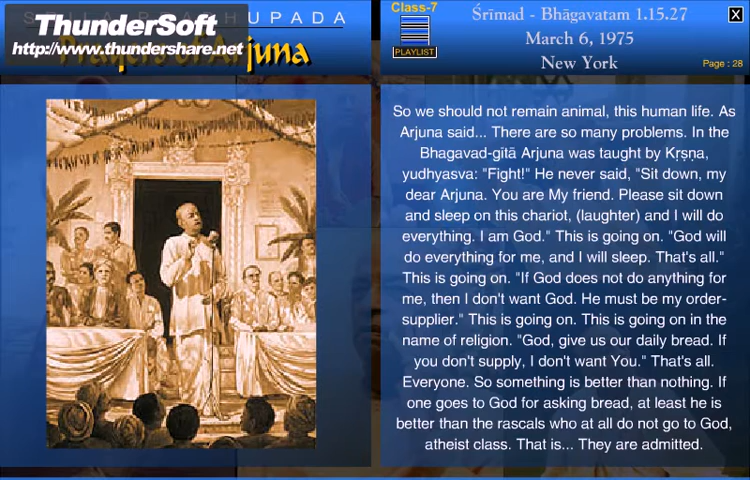 ThunderSoft
http://www.thundershare.net
PRABHUPADA
Prayers of Arjuna
Class-7
PLAYLIST
Śrīmad - Bhāgavatam 1.15.27
March 6, 1975
New York
X
Page : 28
So we should not remain animal, this human life. As
Arjuna said... There are so many problems. In the
Bhagavad-gītā Arjuna was taught by Kṛṣṇa,
yudhyasva: "Fight!" He never said, "Sit down, my
dear Arjuna. You are My friend. Please sit down
and sleep on this chariot, (laughter) and I will do
everything. I am God." This is going on. "God will
do everything for me, and I will sleep. That's all."
This is going on. "If God does not do anything for
me, then I don't want God. He must be my order-
supplier." This is going on. This is going on in the
name of religion. "God, give us our daily bread. If
you don't supply, I don't want You." That's all.
Everyone. So something is better than nothing. If
one goes to God for asking bread, at least he is
better than the rascals who at all do not go to God,
atheist class. That is... They are admitted.